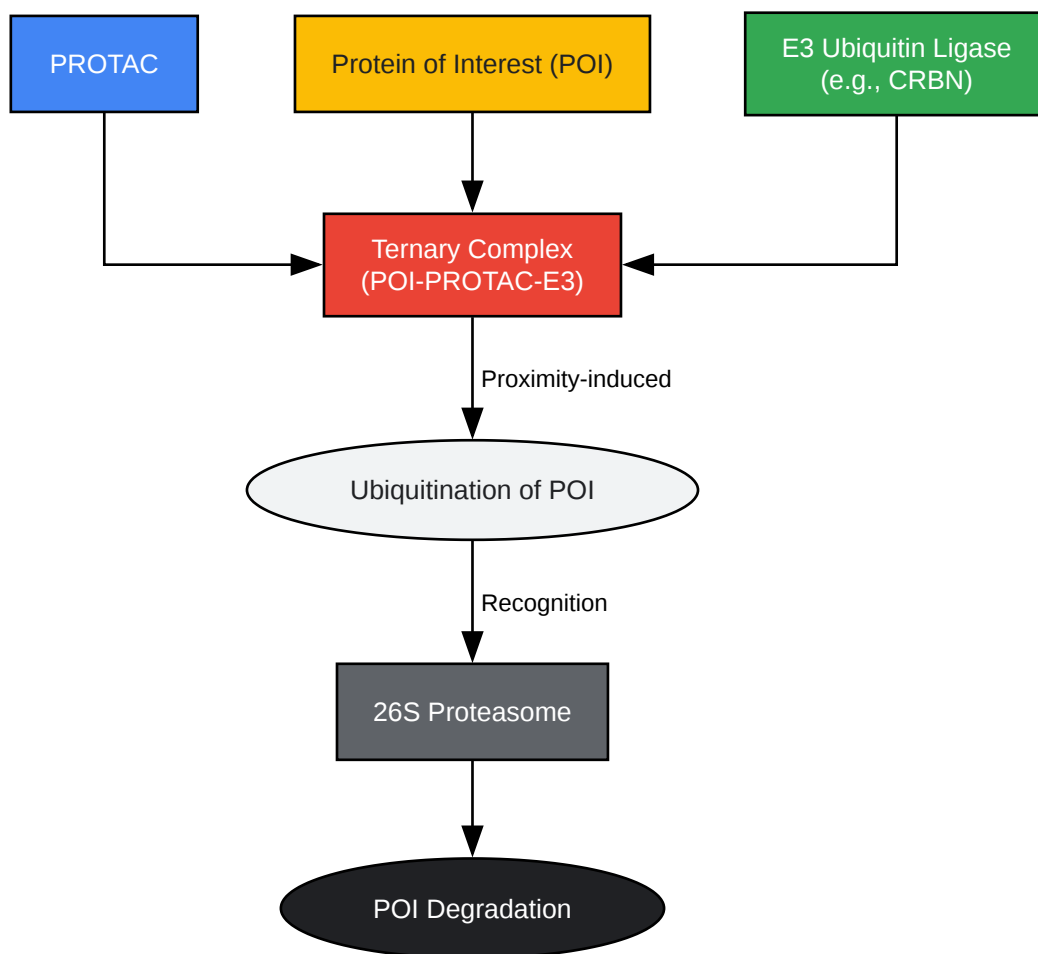 PROTAC
Protein of Interest (POI)
E3 Ubiquitin Ligase
(e.g., CRBN)
Ternary Complex
(POI-PROTAC-E3)
Proximity-induced
Ubiquitination of POI
Recognition
26S Proteasome
POI Degradation